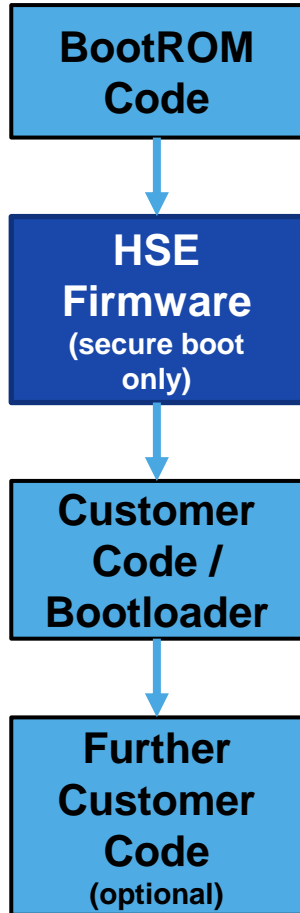 BootROM
Code
HSE
Firmware
(secure boot
only)
Customer
Code /
Bootloader
Further
Customer
Code
(optional)